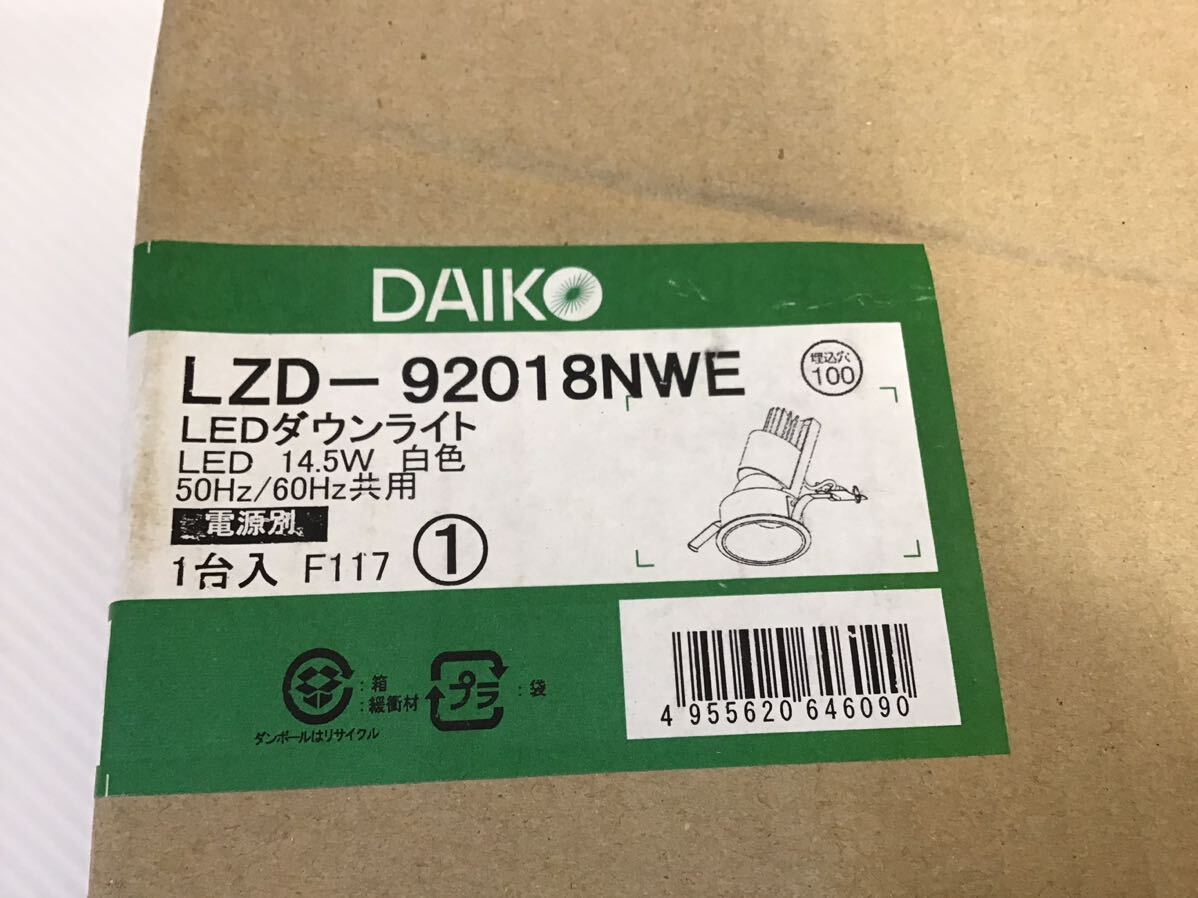 DAIKO
LZD-92018NWE
埋込穴
100
LEDダウンライト
LED 14.5W 白色
50Hz/60Hz共用
電源別
1台入 F117 ①
:箱
:緩衝材
プラ
:袋
ダンボールはリサイクル
4 955620 646090